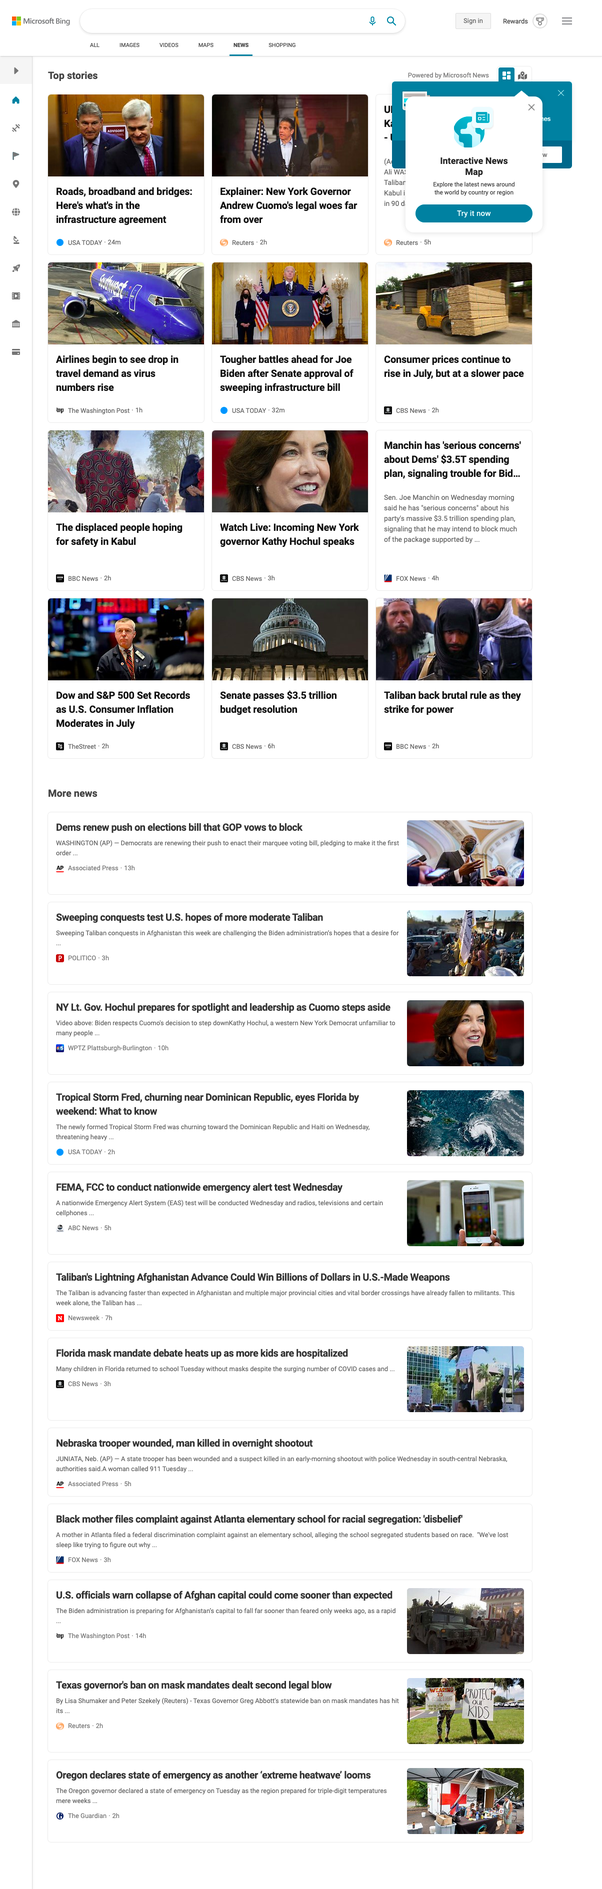 Microsoft Bing
Sign in
Rewards
ALL
IMAGES
VIDEOS
MAPS
NEWS
SHOPPING
Top stories
Powered by Microsoft News
Interactive News
Map
Explore the latest news around
the world by country or region
Try it now
Roads, broadband and bridges:
Here's what's in the
infrastructure agreement
USA TODAY · 24m
Explainer: New York Governor
Andrew Cuomo's legal woes far
from over
Reuters · 2h
Ka
Ali WAS
Taliban
Kabul i
in 90 d
Reuters · 5h
Airlines begin to see drop in
travel demand as virus
numbers rise
The Washington Post · 1h
Tougher battles ahead for Joe
Biden after Senate approval of
sweeping infrastructure bill
USA TODAY · 32m
Consumer prices continue to
rise in July, but at a slower pace
CBS News · 2h
The displaced people hoping
for safety in Kabul
BBC News · 2h
Watch Live: Incoming New York
governor Kathy Hochul speaks
CBS News · 3h
Manchin has 'serious concerns'
about Dems' $3.5T spending
plan, signaling trouble for Bid...
Sen. Joe Manchin on Wednesday morning
said he has "serious concerns" about his
party's massive $3.5 trillion spending plan,
signaling that he may intend to block much
of the package supported by ...
FOX News · 4h
Dow and S&P 500 Set Records
as U.S. Consumer Inflation
Moderates in July
TheStreet · 2h
Senate passes $3.5 trillion
budget resolution
CBS News · 6h
Taliban back brutal rule as they
strike for power
BBC News · 2h
More news
Dems renew push on elections bill that GOP vows to block
WASHINGTON (AP) — Democrats are renewing their push to enact their marquee voting bill, pledging to make it the first
order ...
AP Associated Press · 13h
Sweeping conquests test U.S. hopes of more moderate Taliban
Sweeping Taliban conquests in Afghanistan this week are challenging the Biden administration's hopes that a desire for
...
POLITICO · 3h
NY Lt. Gov. Hochul prepares for spotlight and leadership as Cuomo steps aside
Video above: Biden respects Cuomo's decision to step downKathy Hochul, a western New York Democrat unfamiliar to
many people ...
WPTZ Plattsburgh-Burlington · 10h
Tropical Storm Fred, churning near Dominican Republic, eyes Florida by
weekend: What to know
The newly formed Tropical Storm Fred was churning toward the Dominican Republic and Haiti on Wednesday,
threatening heavy ...
USA TODAY · 2h
FEMA, FCC to conduct nationwide emergency alert test Wednesday
A nationwide Emergency Alert System (EAS) test will be conducted Wednesday and radios, televisions and certain
cellphones ...
ABC News · 5h
Taliban's Lightning Afghanistan Advance Could Win Billions of Dollars in U.S.-Made Weapons
The Taliban is advancing faster than expected in Afghanistan and multiple major provincial cities and vital border crossings have already fallen to militants. This
week alone, the Taliban has ...
Newsweek · 7h
Florida mask mandate debate heats up as more kids are hospitalized
Many children in Florida returned to school Tuesday without masks despite the surging number of COVID cases and ...
CBS News · 3h
Nebraska trooper wounded, man killed in overnight shootout
JUNIATA, Neb. (AP) — A state trooper has been wounded and a suspect killed in an early-morning shootout with police Wednesday in south-central Nebraska,
authorities said.A woman called 911 Tuesday ...
AP Associated Press · 5h
Black mother files complaint against Atlanta elementary school for racial segregation: 'disbelief'
A mother in Atlanta filed a federal discrimination complaint against an elementary school, alleging the school segregated students based on race. "We've lost
sleep like trying to figure out why ...
FOX News · 3h
U.S. officials warn collapse of Afghan capital could come sooner than expected
The Biden administration is preparing for Afghanistan's capital to fall far sooner than feared only weeks ago, as a rapid
...
The Washington Post · 14h
Texas governor's ban on mask mandates dealt second legal blow
By Lisa Shumaker and Peter Szekely (Reuters) - Texas Governor Greg Abbott's statewide ban on mask mandates has hit
its ...
Reuters · 2h
PROTECT
OUR
KIDS
Oregon declares state of emergency as another 'extreme heatwave' looms
The Oregon governor declared a state of emergency on Tuesday as the region prepared for triple-digit temperatures
mere weeks ...
The Guardian · 2h